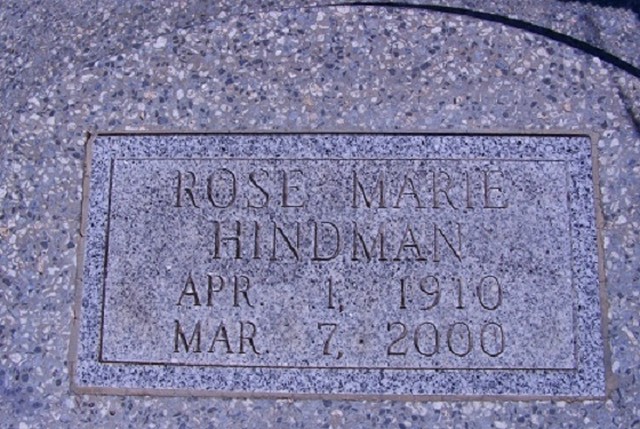 ROSE MARIE
HINDMAN
APR. 1, 1910
MAR. 7, 2000